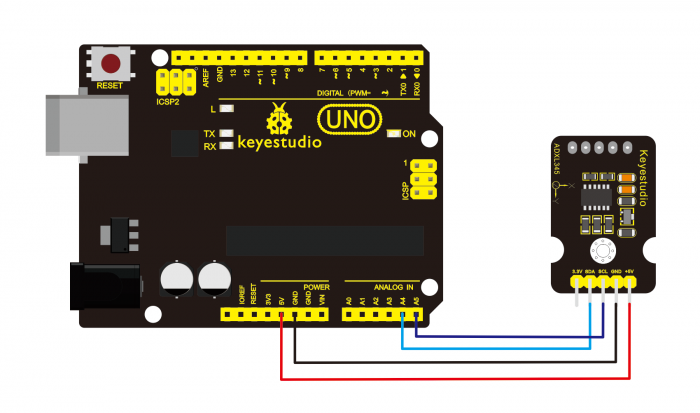 RESET
ICSP2
AREF
GND
13
12
~11
~10
~9
8
7
~6
~5
4
~3
2
TX0 1
RX0 0
DIGITAL (PWM= ~)
L
TX
RX
keyestudio
UNO
ON
1
ICSP
POWER
ANALOG IN
IOREF
RESET
3V3
5V
GND
GND
VIN
A0
A1
A2
A3
A4
A5
ADXL345
Keyestudio
X
Y
3.3V
SDA
SCL
GND
+5V